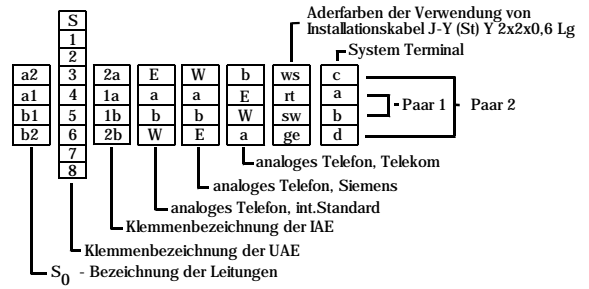 Aderfarben der Verwendung von
Installationskabel J-Y (St) Y 2x2x0,6 Lg
System Terminal
S
1
2
a2 3 2a E W b ws c
a1 4 1a a a E rt a
b1 5 1b b b W sw b
b2 6 2b W E a ge d
7
8
Paar 1 Paar 2
analoges Telefon, Telekom
analoges Telefon, Siemens
analoges Telefon, int.Standard
Klemmenbezeichnung der IAE
Klemmenbezeichnung der UAE
S0 - Bezeichnung der Leitungen